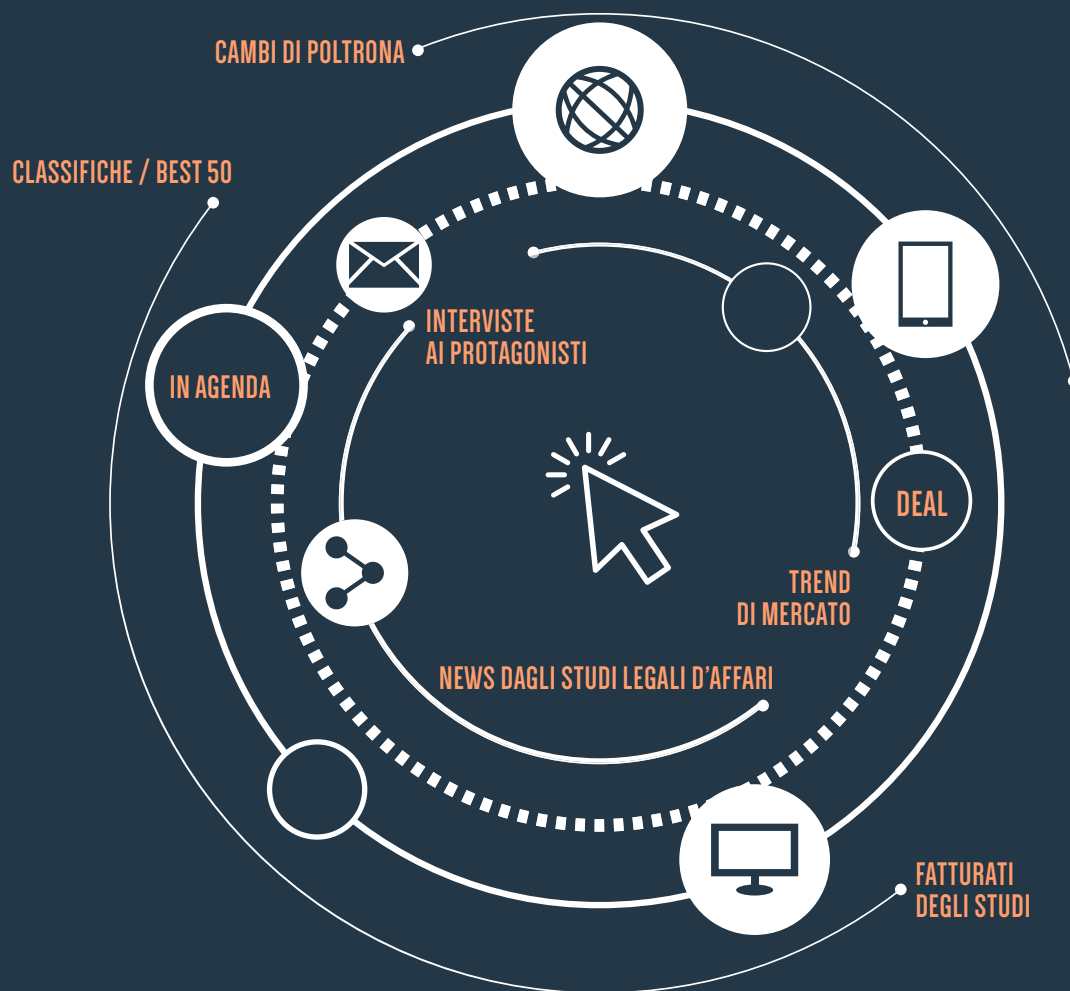 CAMBI DI POLTRONA
CLASSIFICHE / BEST 50
INTERVISTE
AI PROTAGONISTI
IN AGENDA
DEAL
TREND
DI MERCATO
NEWS DAGLI STUDI LEGALI D'AFFARI
FATTURATI
DEGLI STUDI